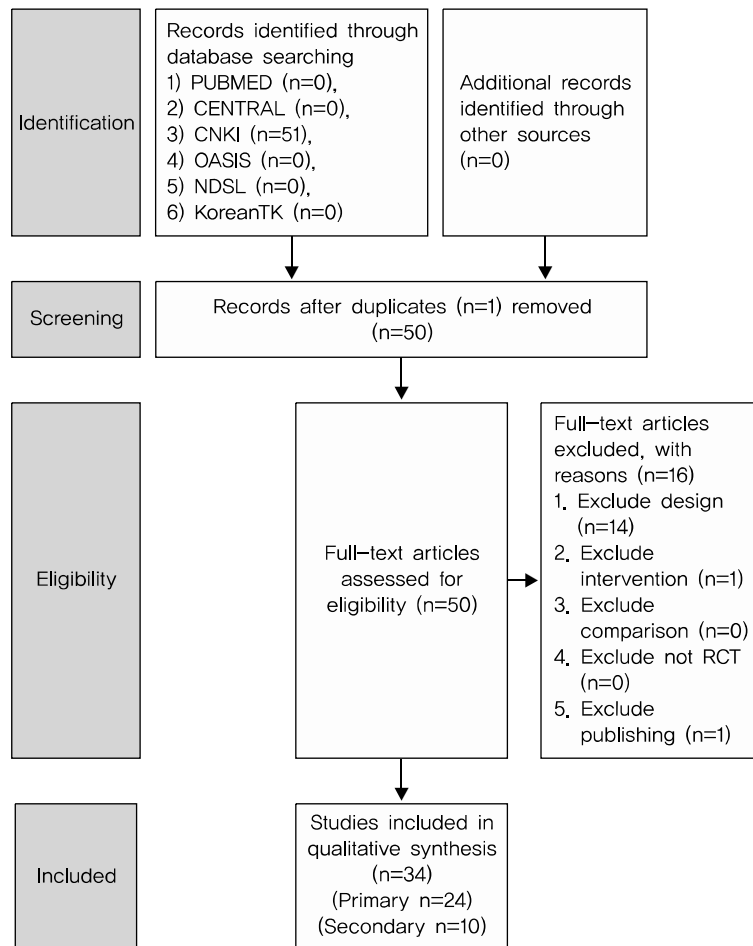 Identification
Records identified through
database searching
1) PUBMED (n=0),
2) CENTRAL (n=0),
3) CNKI (n=51),
4) OASIS (n=0),
5) NDSL (n=0),
6) KoreanTK (n=0)
Additional records
identified through
other sources
(n=0)
Screening
Records after duplicates (n=1) removed
(n=50)
Eligibility
Full-text articles
assessed for
eligibility (n=50)
Full-text articles
excluded, with
reasons (n=16)
1. Exclude design
(n=14)
2. Exclude
intervention (n=1)
3. Exclude
comparison (n=0)
4. Exclude not RCT
(n=0)
5. Exclude
publishing (n=1)
Included
Studies included in
qualitative synthesis
(n=34)
(Primary n=24)
(Secondary n=10)